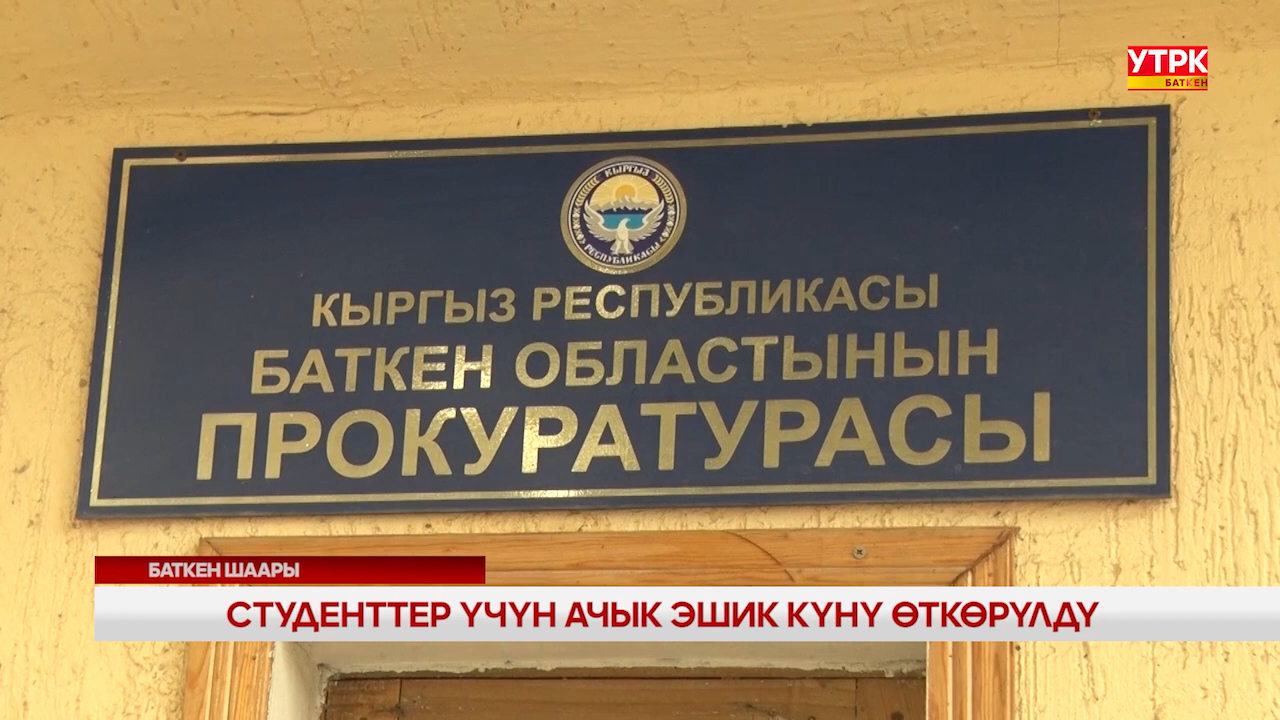 УТРК
БАТКЕН
КЫРГЫЗ
РЕСПУБЛИКАСЫ
КЫРГЫЗ РЕСПУБЛИКАСЫ
БАТКЕН ОБЛАСТЫНЫН
ПРОКУРАТУРАСЫ
БАТКЕН ШААРЫ
СТУДЕНТТЕР ҮЧҮН АЧЫК ЭШИК КҮНҮ ӨТКӨРҮЛДҮ